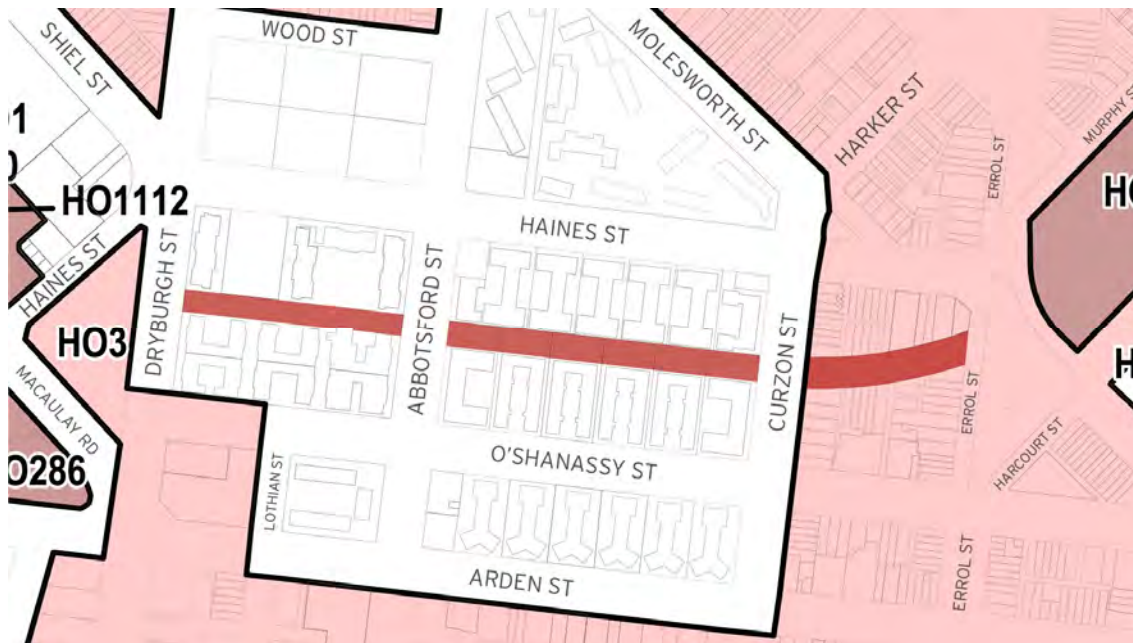 WOOD ST
SHIEL ST
MOLESWORTH ST
HARKER ST
MURPHY S
ERROL ST
HO1112
HAINES ST
HAINES ST
DRYBURGH ST
ABBOTSFORD ST
CURZON ST
HO3
MACAULAY RD
ERROL ST
O286
O'SHANASSY ST
HARCOURT ST
LOTHIAN ST
ARDEN ST
ERROL ST